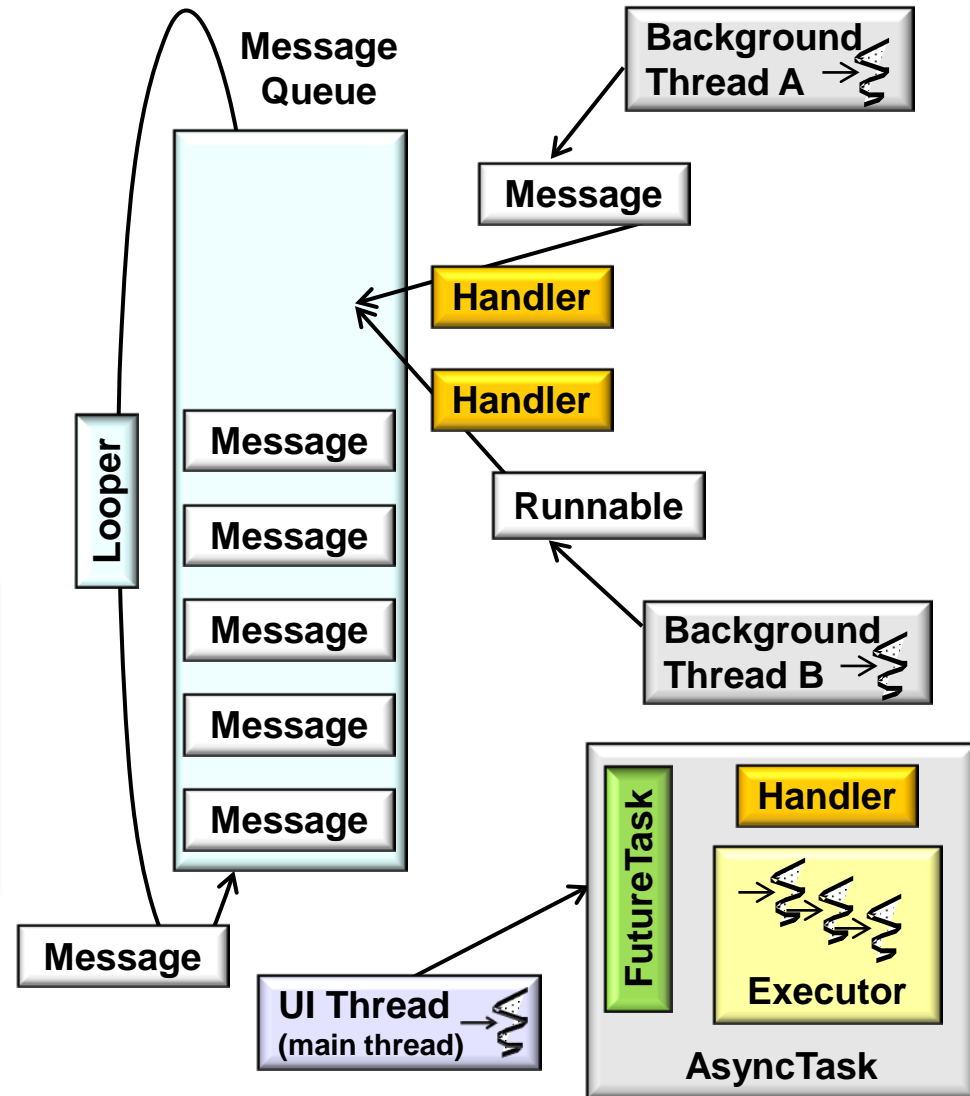 Message
Queue
Background
Thread A
Message
Handler
Handler
Looper
Message
Runnable
Message
Message
Background
Thread B
Message
Message
Message
UI Thread
(main thread)
FutureTask
Handler
Executor
AsyncTask